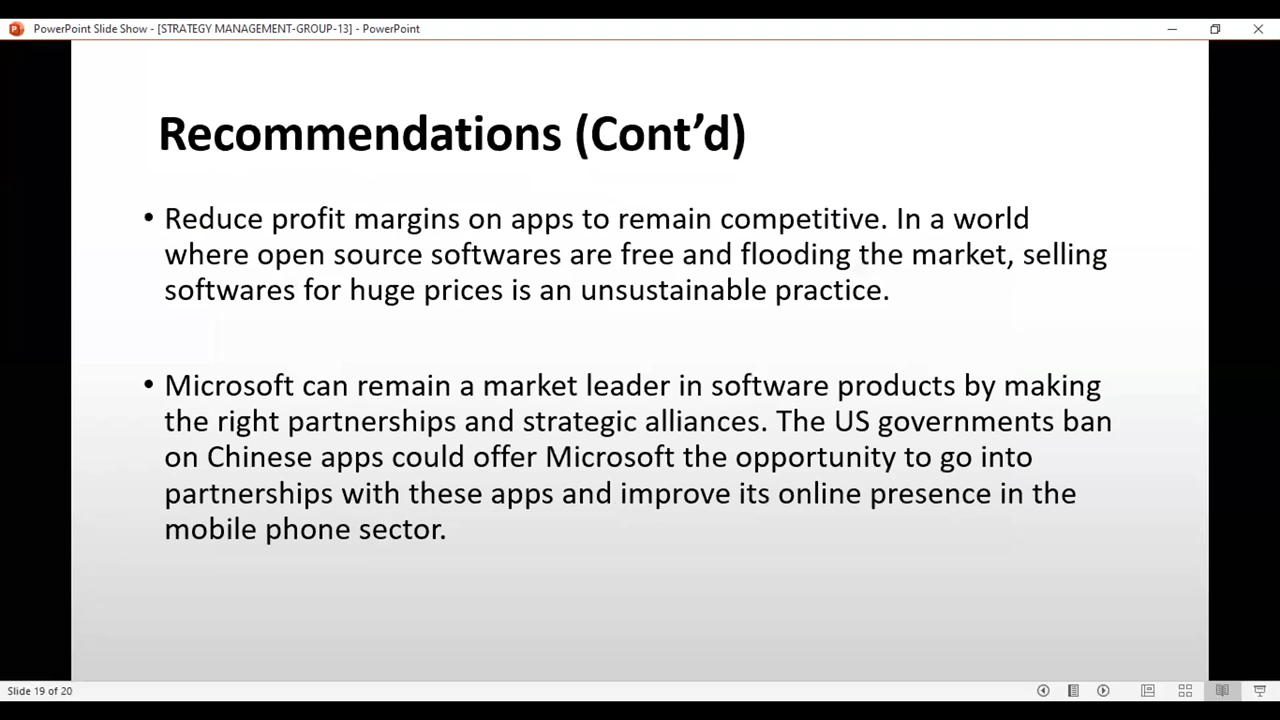 PowerPoint Slide Show - [STRATEGY MANAGEMENT-GROUP-13] - PowerPoint
Recommendations (Cont’d)
• Reduce profit margins on apps to remain competitive. In a world
where open source softwares are free and flooding the market, selling
softwares for huge prices is an unsustainable practice.
• Microsoft can remain a market leader in software products by making
the right partnerships and strategic alliances. The US governments ban
on Chinese apps could offer Microsoft the opportunity to go into
partnerships with these apps and improve its online presence in the
mobile phone sector.
Slide 19 of 20